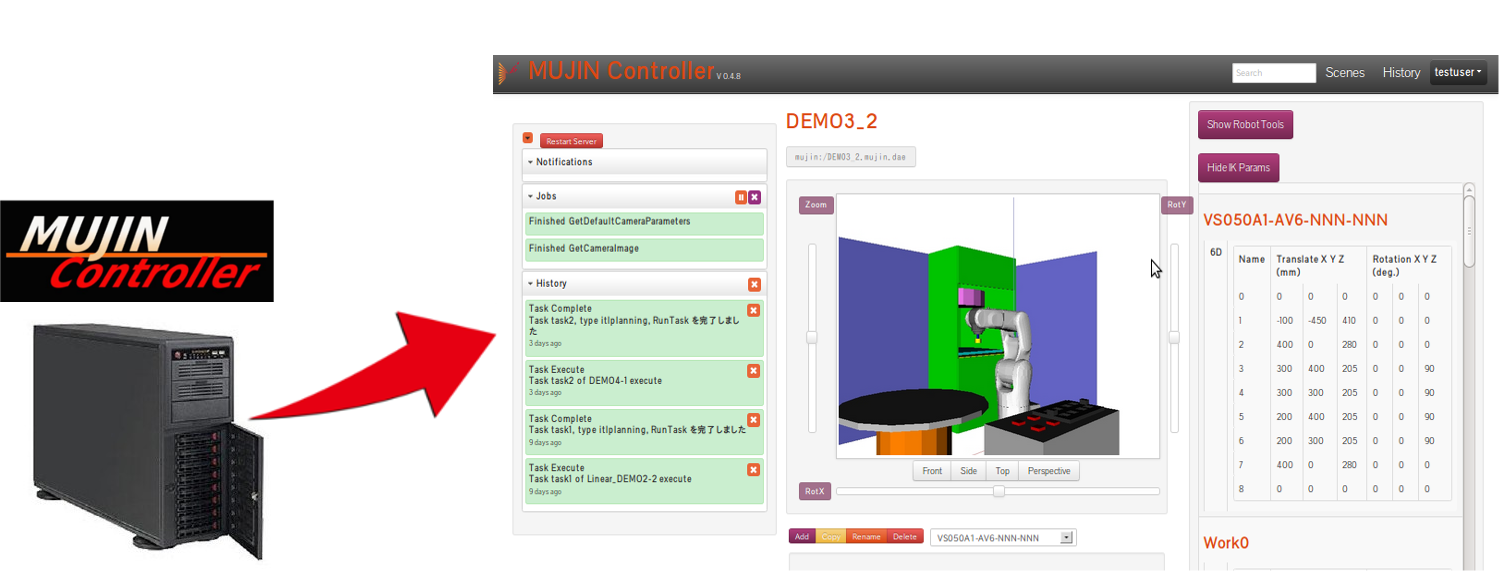 MUJIN
Controller
MUJIN Controller V 0.4.8
Search
Scenes
History
testuser
Restart Server
Notifications
Jobs
Finished GetDefaultCameraParameters
Finished GetCameraImage
History
Task Complete
Task task2, type itlplanning, RunTask を完了しまし
た
3 days ago
Task Execute
Task task2 of DEMO4-1 execute
3 days ago
Task Complete
Task task1, type itlplanning, RunTask を完了しました
9 days ago
Task Execute
Task task1 of Linear_DEMO2-2 execute
9 days ago
DEMO3_2
mujin:/DEMO3_2.mujin.dae
Zoom
RotY
Front Side Top Perspective
RotX
Add Copy Rename Delete
VS050A1-AV6-NNN-NNN
Show Robot Tools
Hide IK Params
VS050A1-AV6-NNN-NNN
6D
Name Translate X Y Z Rotation X Y Z
(mm) (deg.)
0 0 0 0 0 0 0
1 -100 -450 410 0 0 0
2 400 0 280 0 0 0
3 300 400 205 0 0 90
4 300 300 205 0 0 90
5 200 400 205 0 0 90
6 200 300 205 0 0 90
7 400 0 280 0 0 0
8 0 0 0 0 0 0
Work0